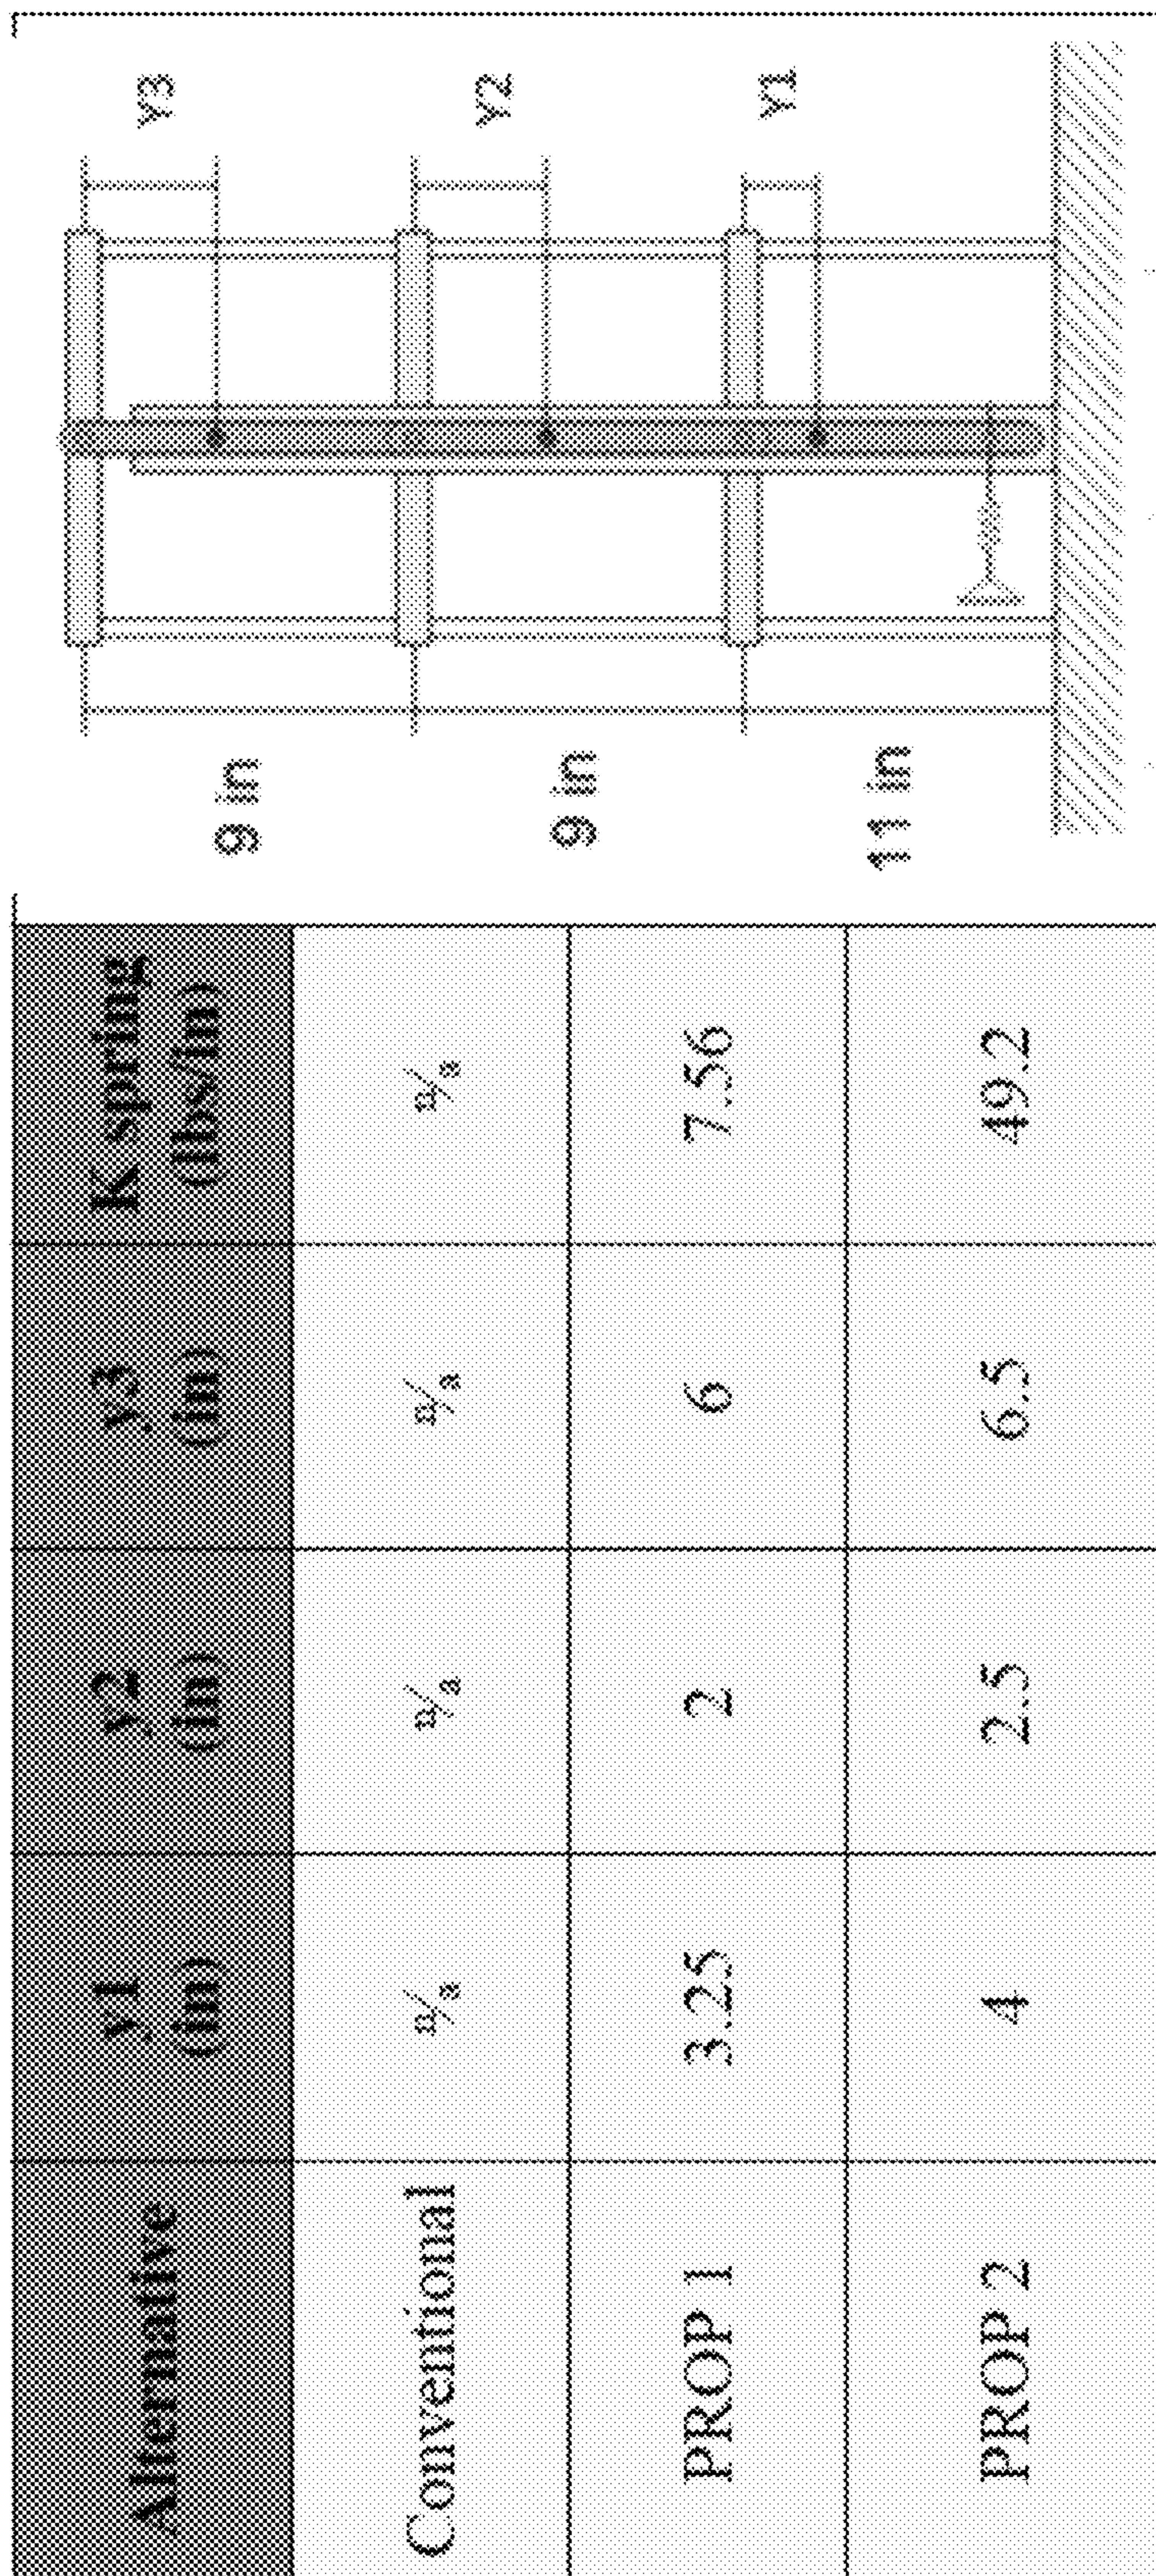 Alternative y1 (in) y2 (in) y3 (in) K spring (lbs/in)
Conventional n/a n/a n/a n/a
PROP 1 3.25 2 6 7.56
PROP 2 4 2.5 6.5 49.2
9 in
9 in
11 in
y3
y2
y1